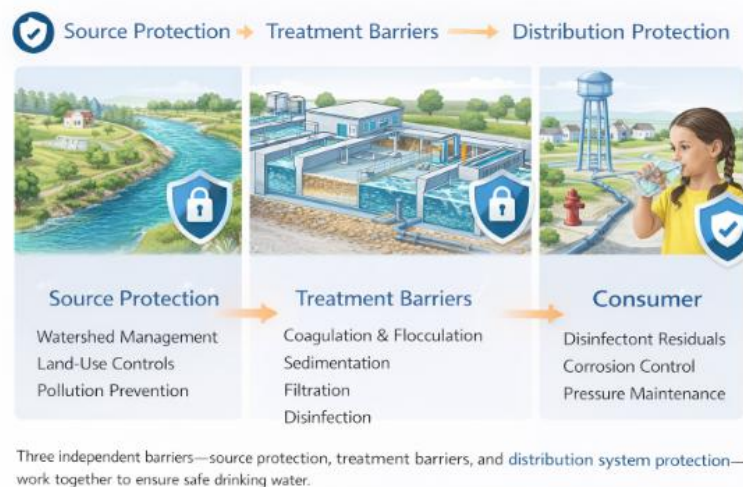 Source Protection → Treatment Barriers → Distribution Protection
Source Protection → Treatment Barriers → Consumer
Watershed Management
Land-Use Controls
Pollution Prevention
Coagulation & Flocculation
Sedimentation
Filtration
Disinfection
Disinfectont Residuals
Corrosion Control
Pressure Maintenance
Three independent barriers—source protection, treatment barriers, and distribution system protection—
work together to ensure safe drinking water.